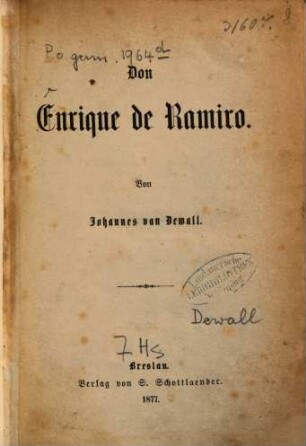 3160 r.
P.o germ. 1964 d
Don
Enrique de Ramiro.
Von
Johannes van Dewall.
Dewall
7 Hs
Breslau.
Verlag von S. Schottlaender.
1877.